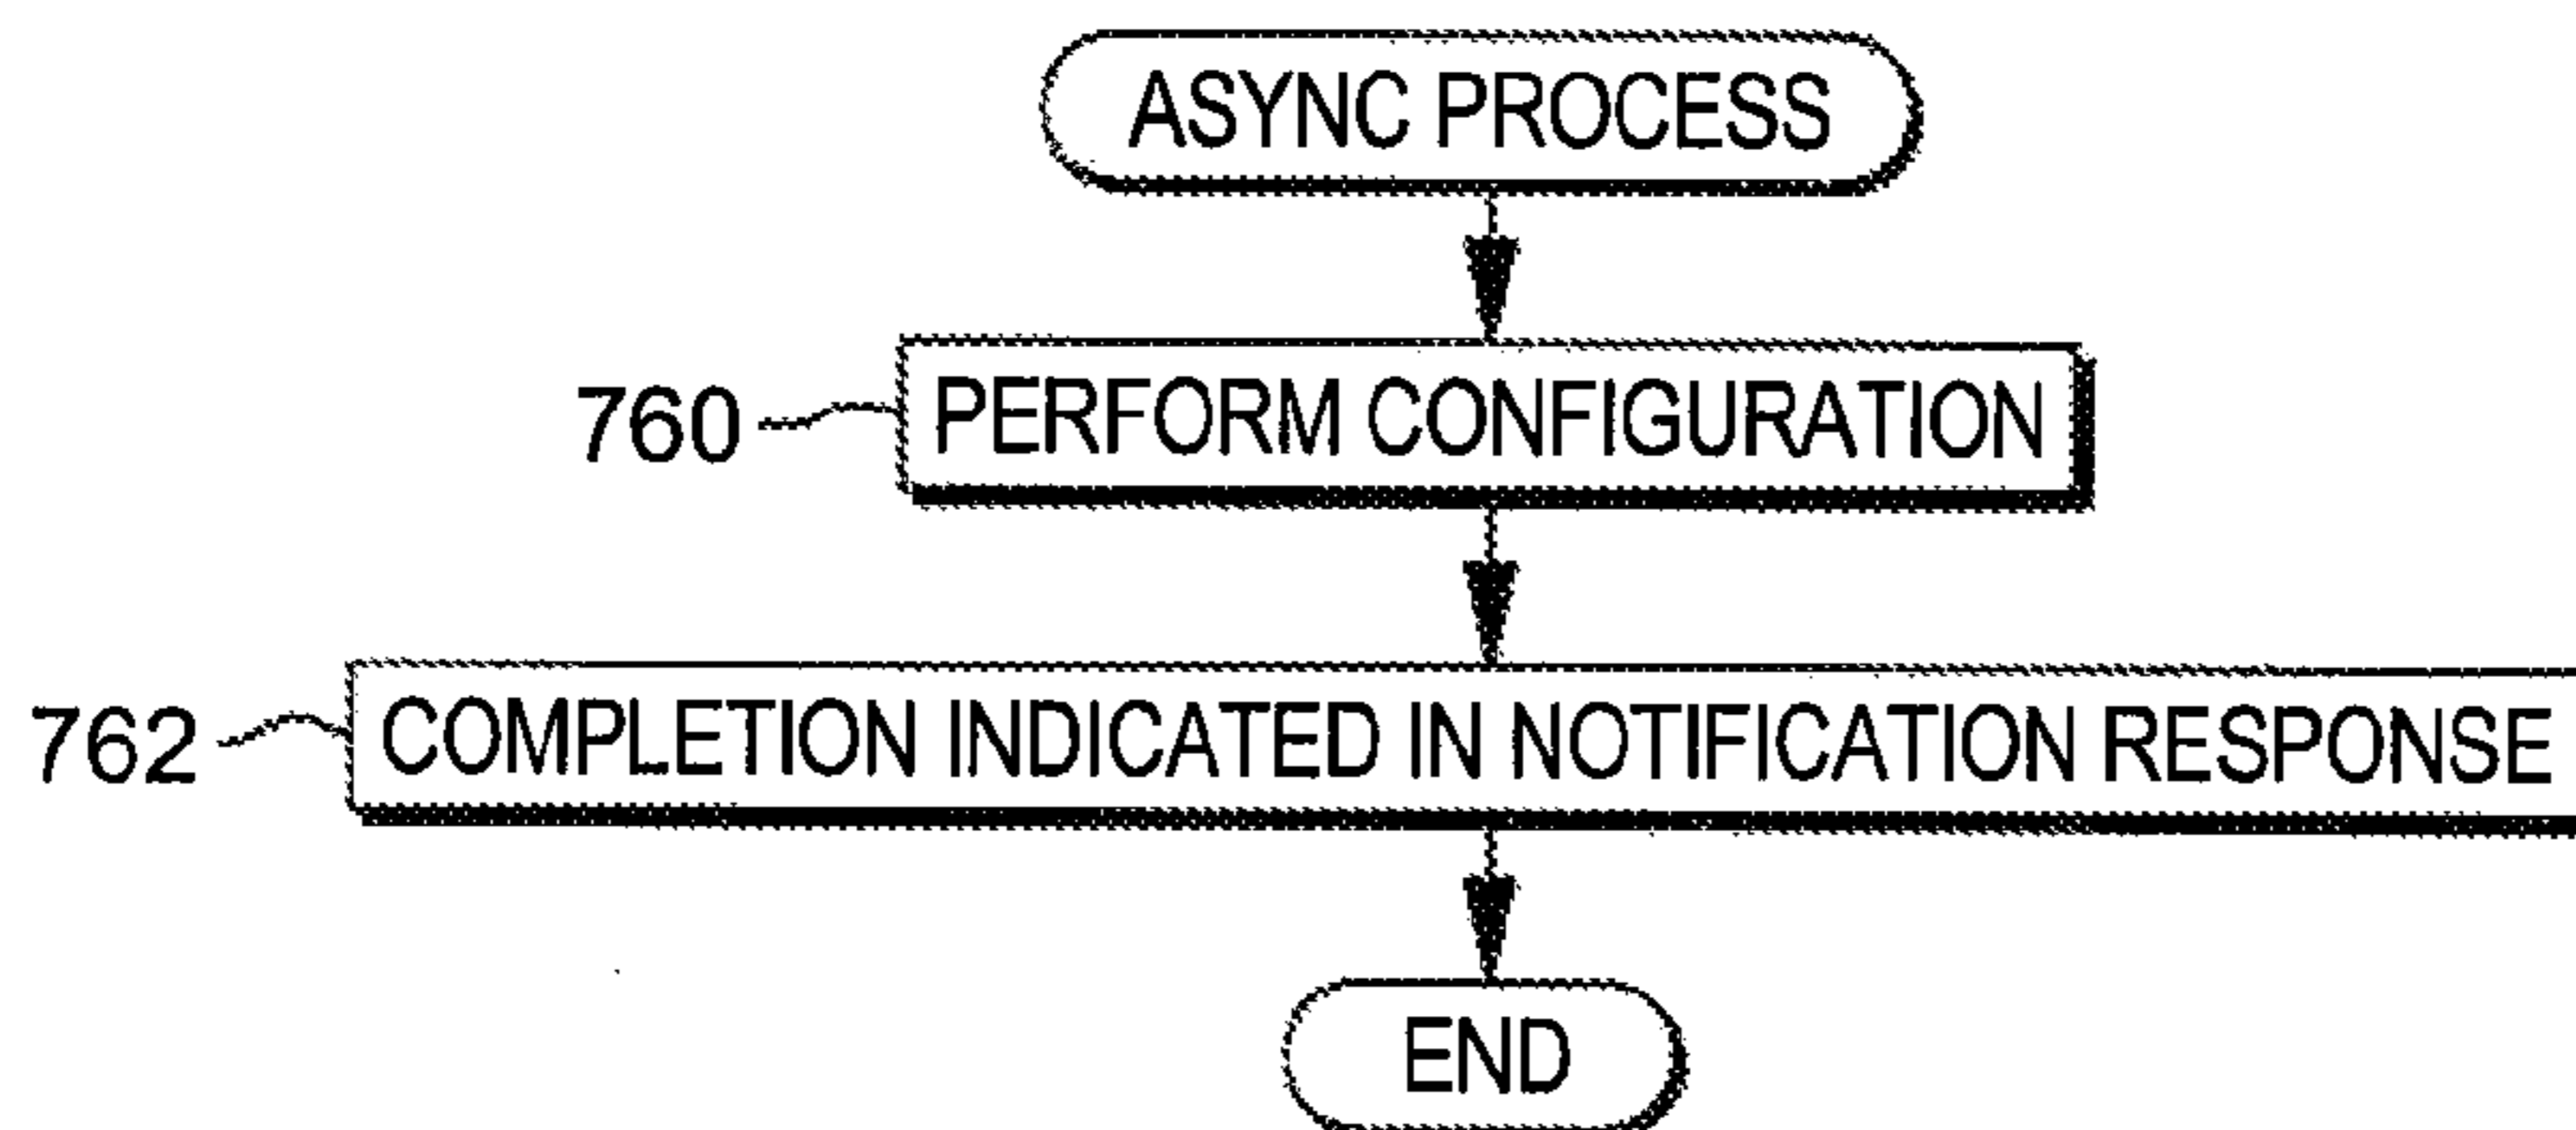 ASYNC PROCESS
760 PERFORM CONFIGURATION
762 COMPLETION INDICATED IN NOTIFICATION RESPONSE
END